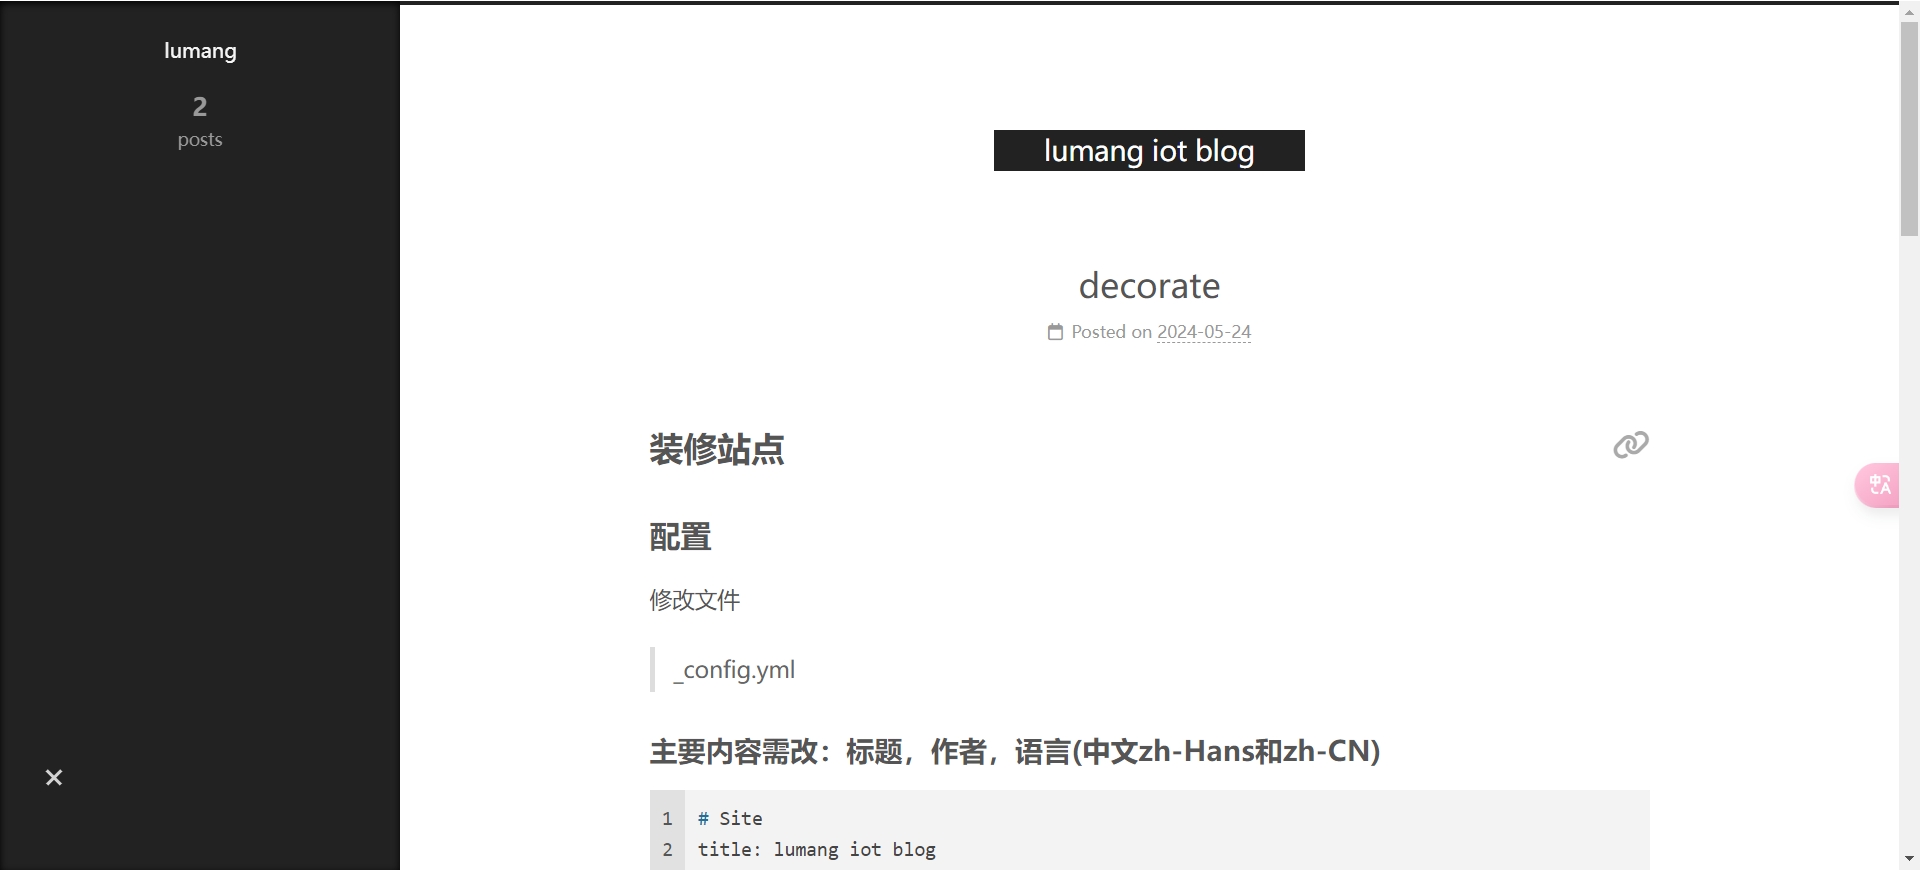 lumang
2
posts
lumang iot blog
decorate
Posted on 2024-05-24
装修站点
配置
修改文件
_config.yml
主要内容需改：标题，作者，语言(中文zh-Hans和zh-CN)
1 # Site
2 title: lumang iot blog
中A